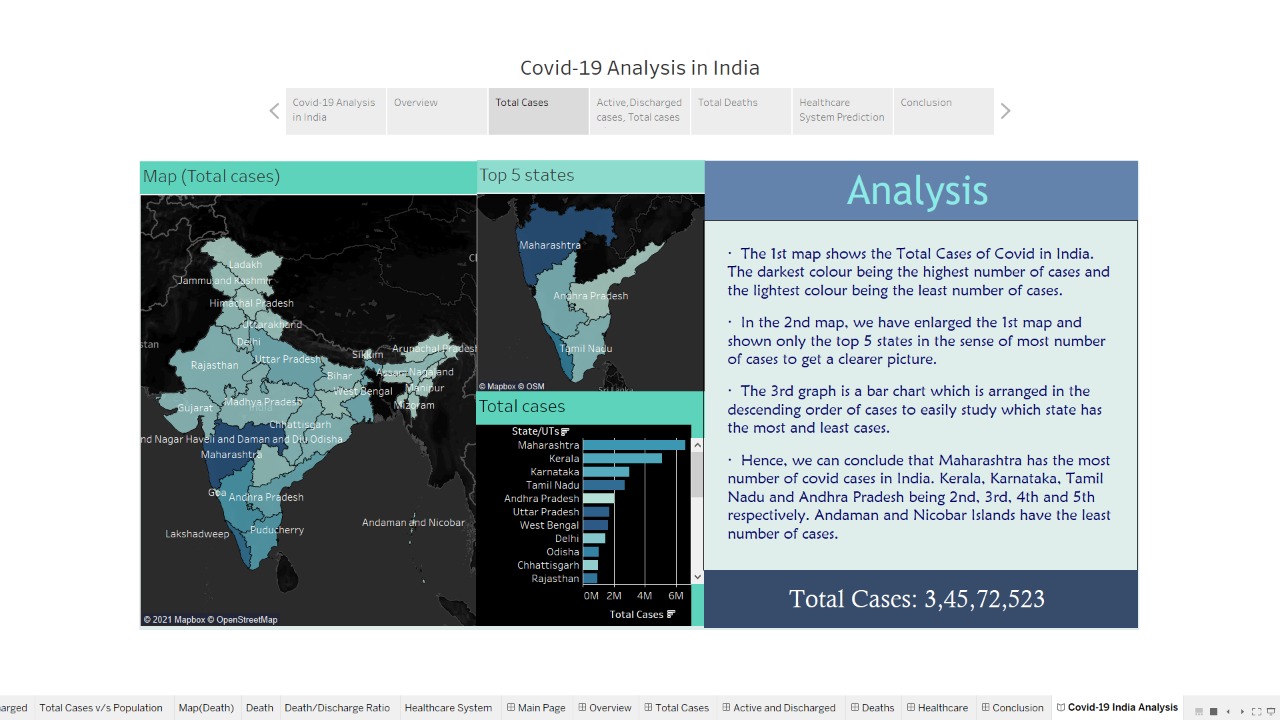 Covid-19 Analysis in India
Covid-19 Analysis
in India
Overview
Total Cases
Active,Discharged
cases, Total cases
Total Deaths
Healthcare
System Prediction
Conclusion
Map (Total cases)
Ladakh
Jammu and Kashmir
Himachal Pradesh
Uttarakhand
Delhi
stan
Rajasthan
Uttar Pradesh
Sikkim
Arunachal Pradesh
Bihar
Assam Nagaland
West Bengal
Manipur
Gujarat
Madhya Pradesh
India
Mizoram
Chhattisgarh
nd Nagar Haveli and Daman and Diu Odisha
Maharashtra
Goa
Andhra Pradesh
Lakshadweep
Puducherry
Andaman and Nicobar
Ch
© 2021 Mapbox © OpenStreetMap
Top 5 states
Maharashtra
Andhra Pradesh
Tamil Nadu
Sri Lanka
© Mapbox © OSM
Total cases
State/UTs
Maharashtra
Kerala
Karnataka
Tamil Nadu
Andhra Pradesh
Uttar Pradesh
West Bengal
Delhi
Odisha
Chhattisgarh
Rajasthan
0M 2M 4M 6M
Total Cases
Analysis
· The 1st map shows the Total Cases of Covid in India.
The darkest colour being the highest number of cases and
the lightest colour being the least number of cases.
· In the 2nd map, we have enlarged the 1st map and
shown only the top 5 states in the sense of most number
of cases to get a clearer picture.
· The 3rd graph is a bar chart which is arranged in the
descending order of cases to easily study which state has
the most and least cases.
· Hence, we can conclude that Maharashtra has the most
number of covid cases in India. Kerala, Karnataka, Tamil
Nadu and Andhra Pradesh being 2nd, 3rd, 4th and 5th
respectively. Andaman and Nicobar Islands have the least
number of cases.
Total Cases: 3,45,72,523
arged Total Cases v/s Population Map(Death) Death Death/Discharge Ratio Healthcare System Main Page Overview Total Cases Active and Discharged Deaths Healthcare Conclusion Covid-19 India Analysis